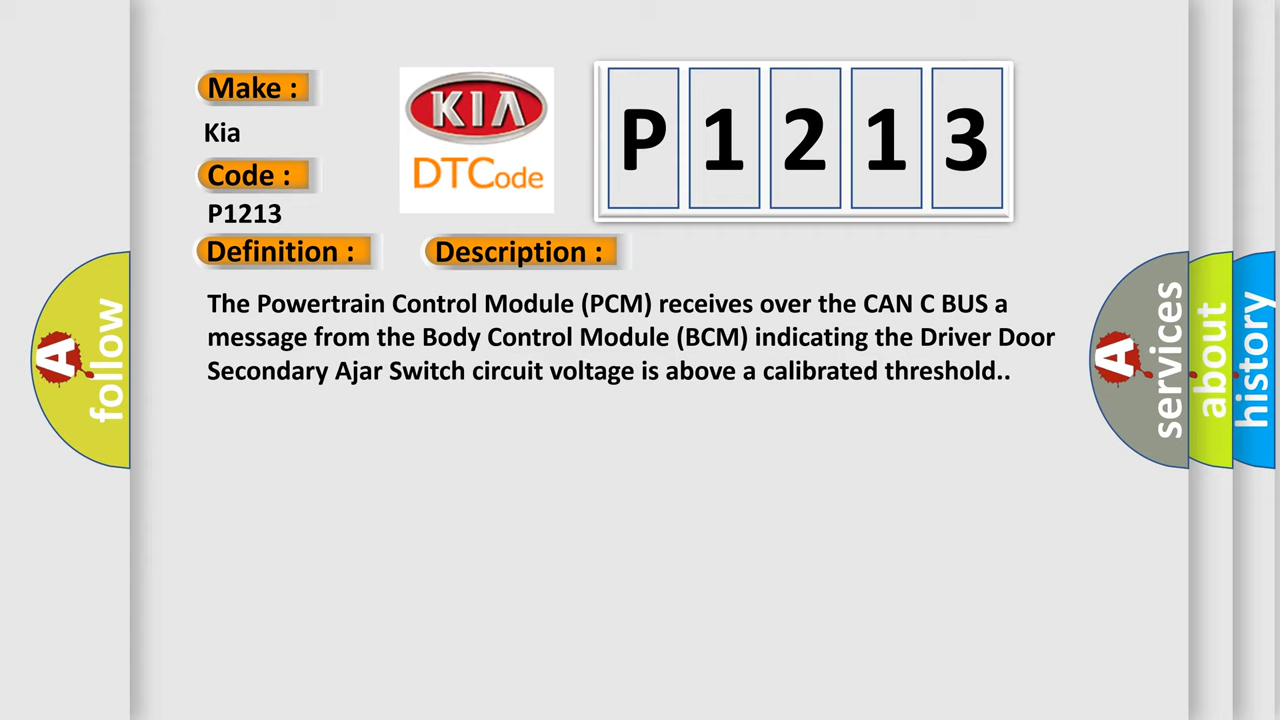 Make :
Kia
Code :
P1213
Definition :
Description :
KIA
DTCode
P 1 2 1 3
The Powertrain Control Module (PCM) receives over the CAN C BUS a
message from the Body Control Module (BCM) indicating the Driver Door
Secondary Ajar Switch circuit voltage is above a calibrated threshold..
A
follow
A
services
about
history